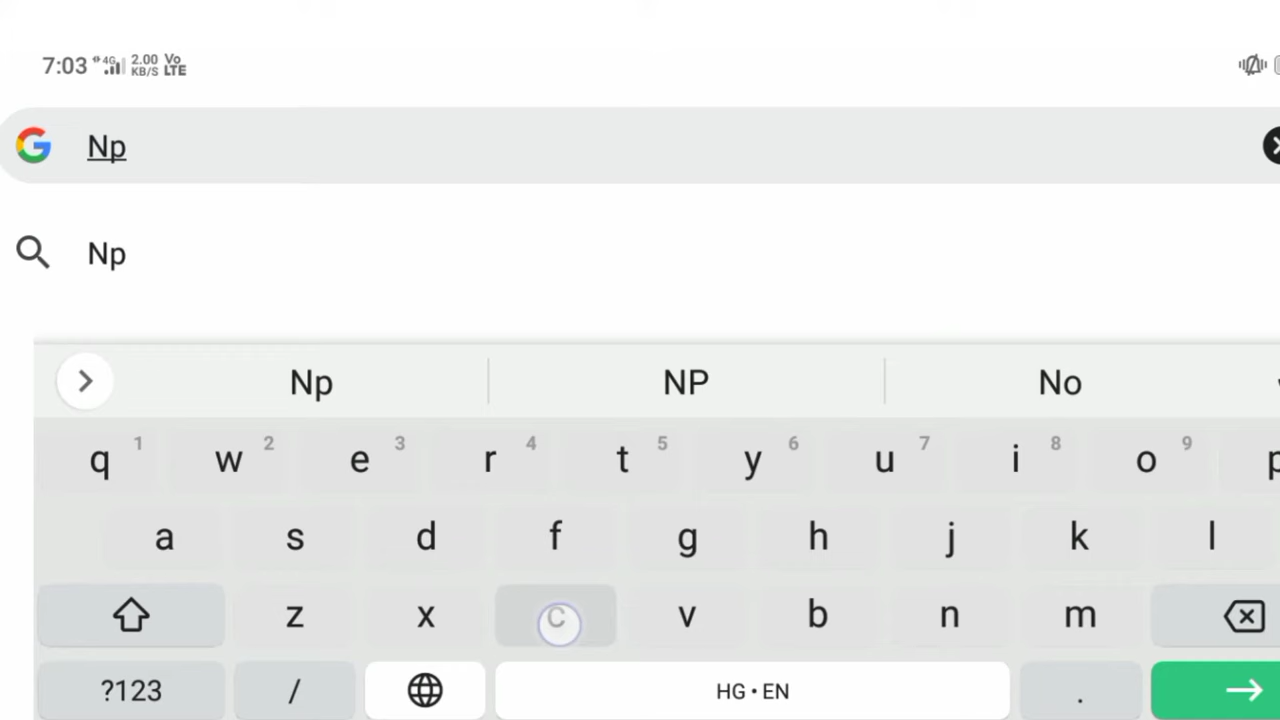 7:03 4G 2.00 KB/S Vo LTE
Np
Np
Np NP No
q 1 w 2 e 3 r 4 t 5 y 6 u 7 i 8 o 9 p
a s d f g h j k l
z x c v b n m
?123 / HG • EN .